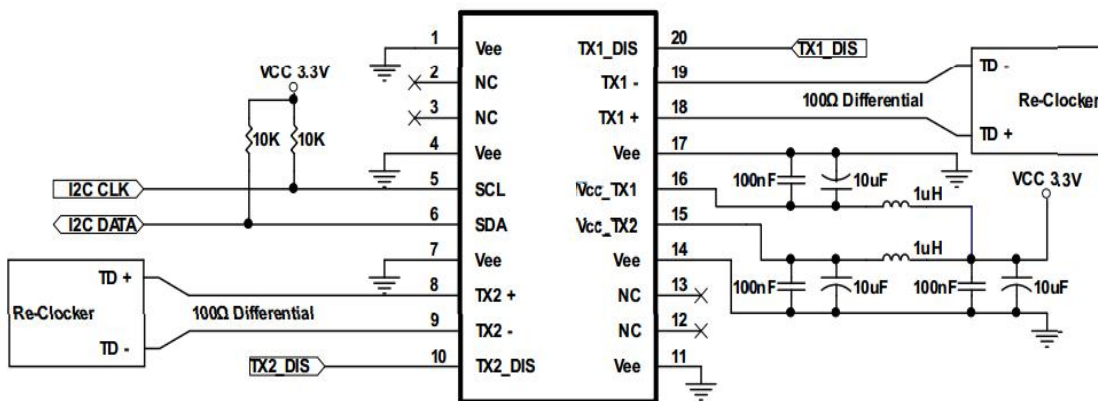 1 Vee TX1_DIS 20 TX1_DIS
VCC 3.3V 2 NC TX1 - 19 TD -
100Ω Differential Re-Clocker
10K 10K 3 NC TX1 + 18 TD +
4 Vee Vee 17
I2C CLK 5 SCL Vcc_TX1 16 100nF 10uF 1uH VCC 3.3V
I2C DATA 6 SDA Vcc_TX2 15
7 Vee Vee 14 1uH
TD + 8 TX2 + NC 13 100nF 10uF 100nF 10uF
Re-Clocker 100Ω Differential
TD - 9 TX2 - NC 12
TX2_DIS 10 TX2_DIS Vee 11